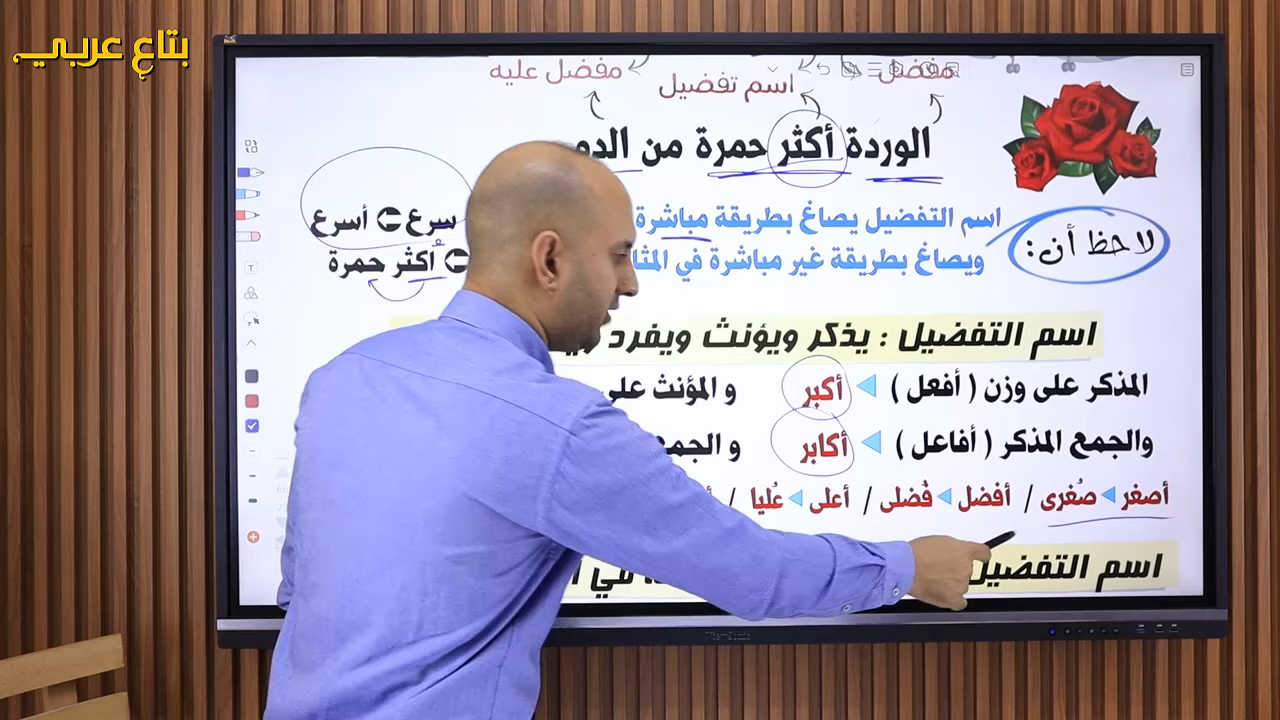 بتاع عربي
مفضل اسم تفضيل مفضل عليه
الوردة أكثر حمرة من الدم
لاحظ أن:
اسم التفضيل يصاغ بطريقة مباشرة سرع أسرع
ويصاغ بطريقة غير مباشرة في أكثر حمرة
اسم التفضيل : يذكر ويؤنث ويفرد
المذكر على وزن ( أفعل ) أكبر و المؤنث على
والجمع المذكر ( أفاعل ) أكابر و
أصغر صُغرى / أفضل فُضلى / أعلى عُليا /
اسم التفضيل في